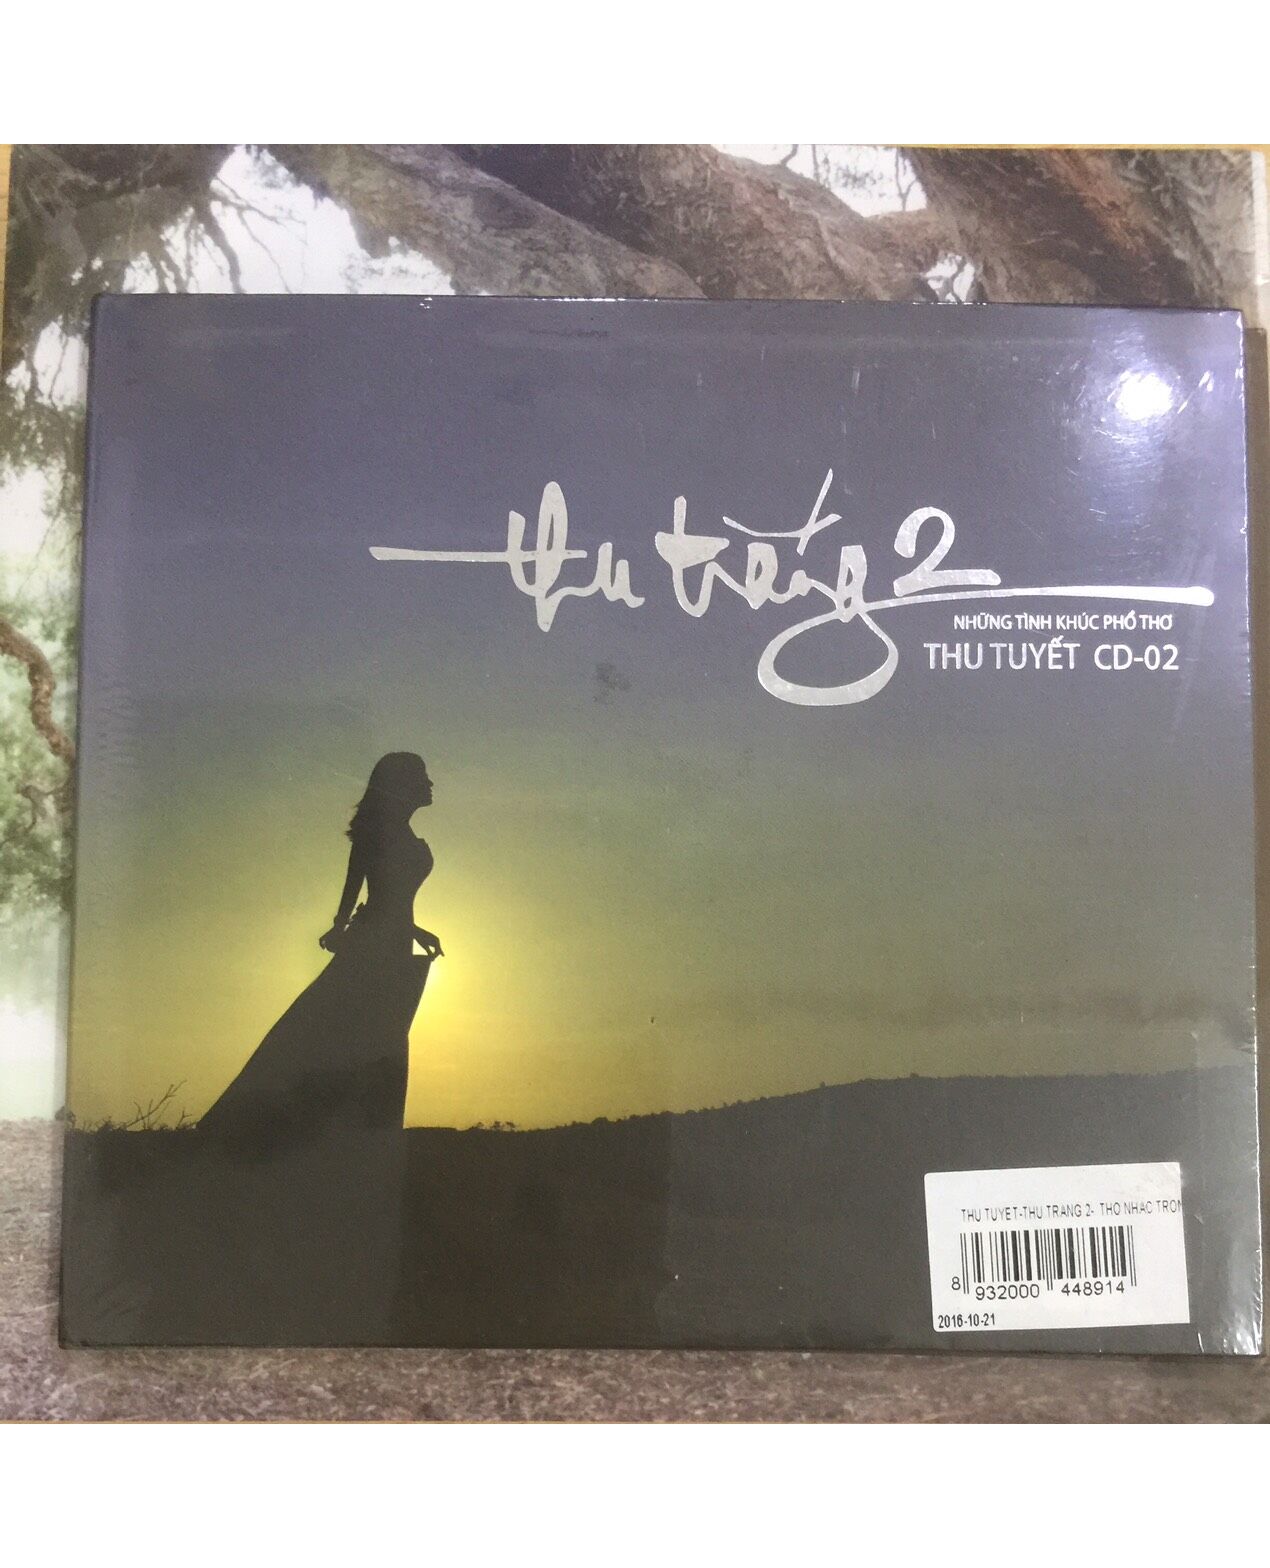 thu trắng 2
NHỮNG TÌNH KHÚC PHỔ THƠ
THU TUYẾT CD-02
THU TUYET-THU TRANG 2- THO NHAC TRON
8 932000 448914
2016-10-21